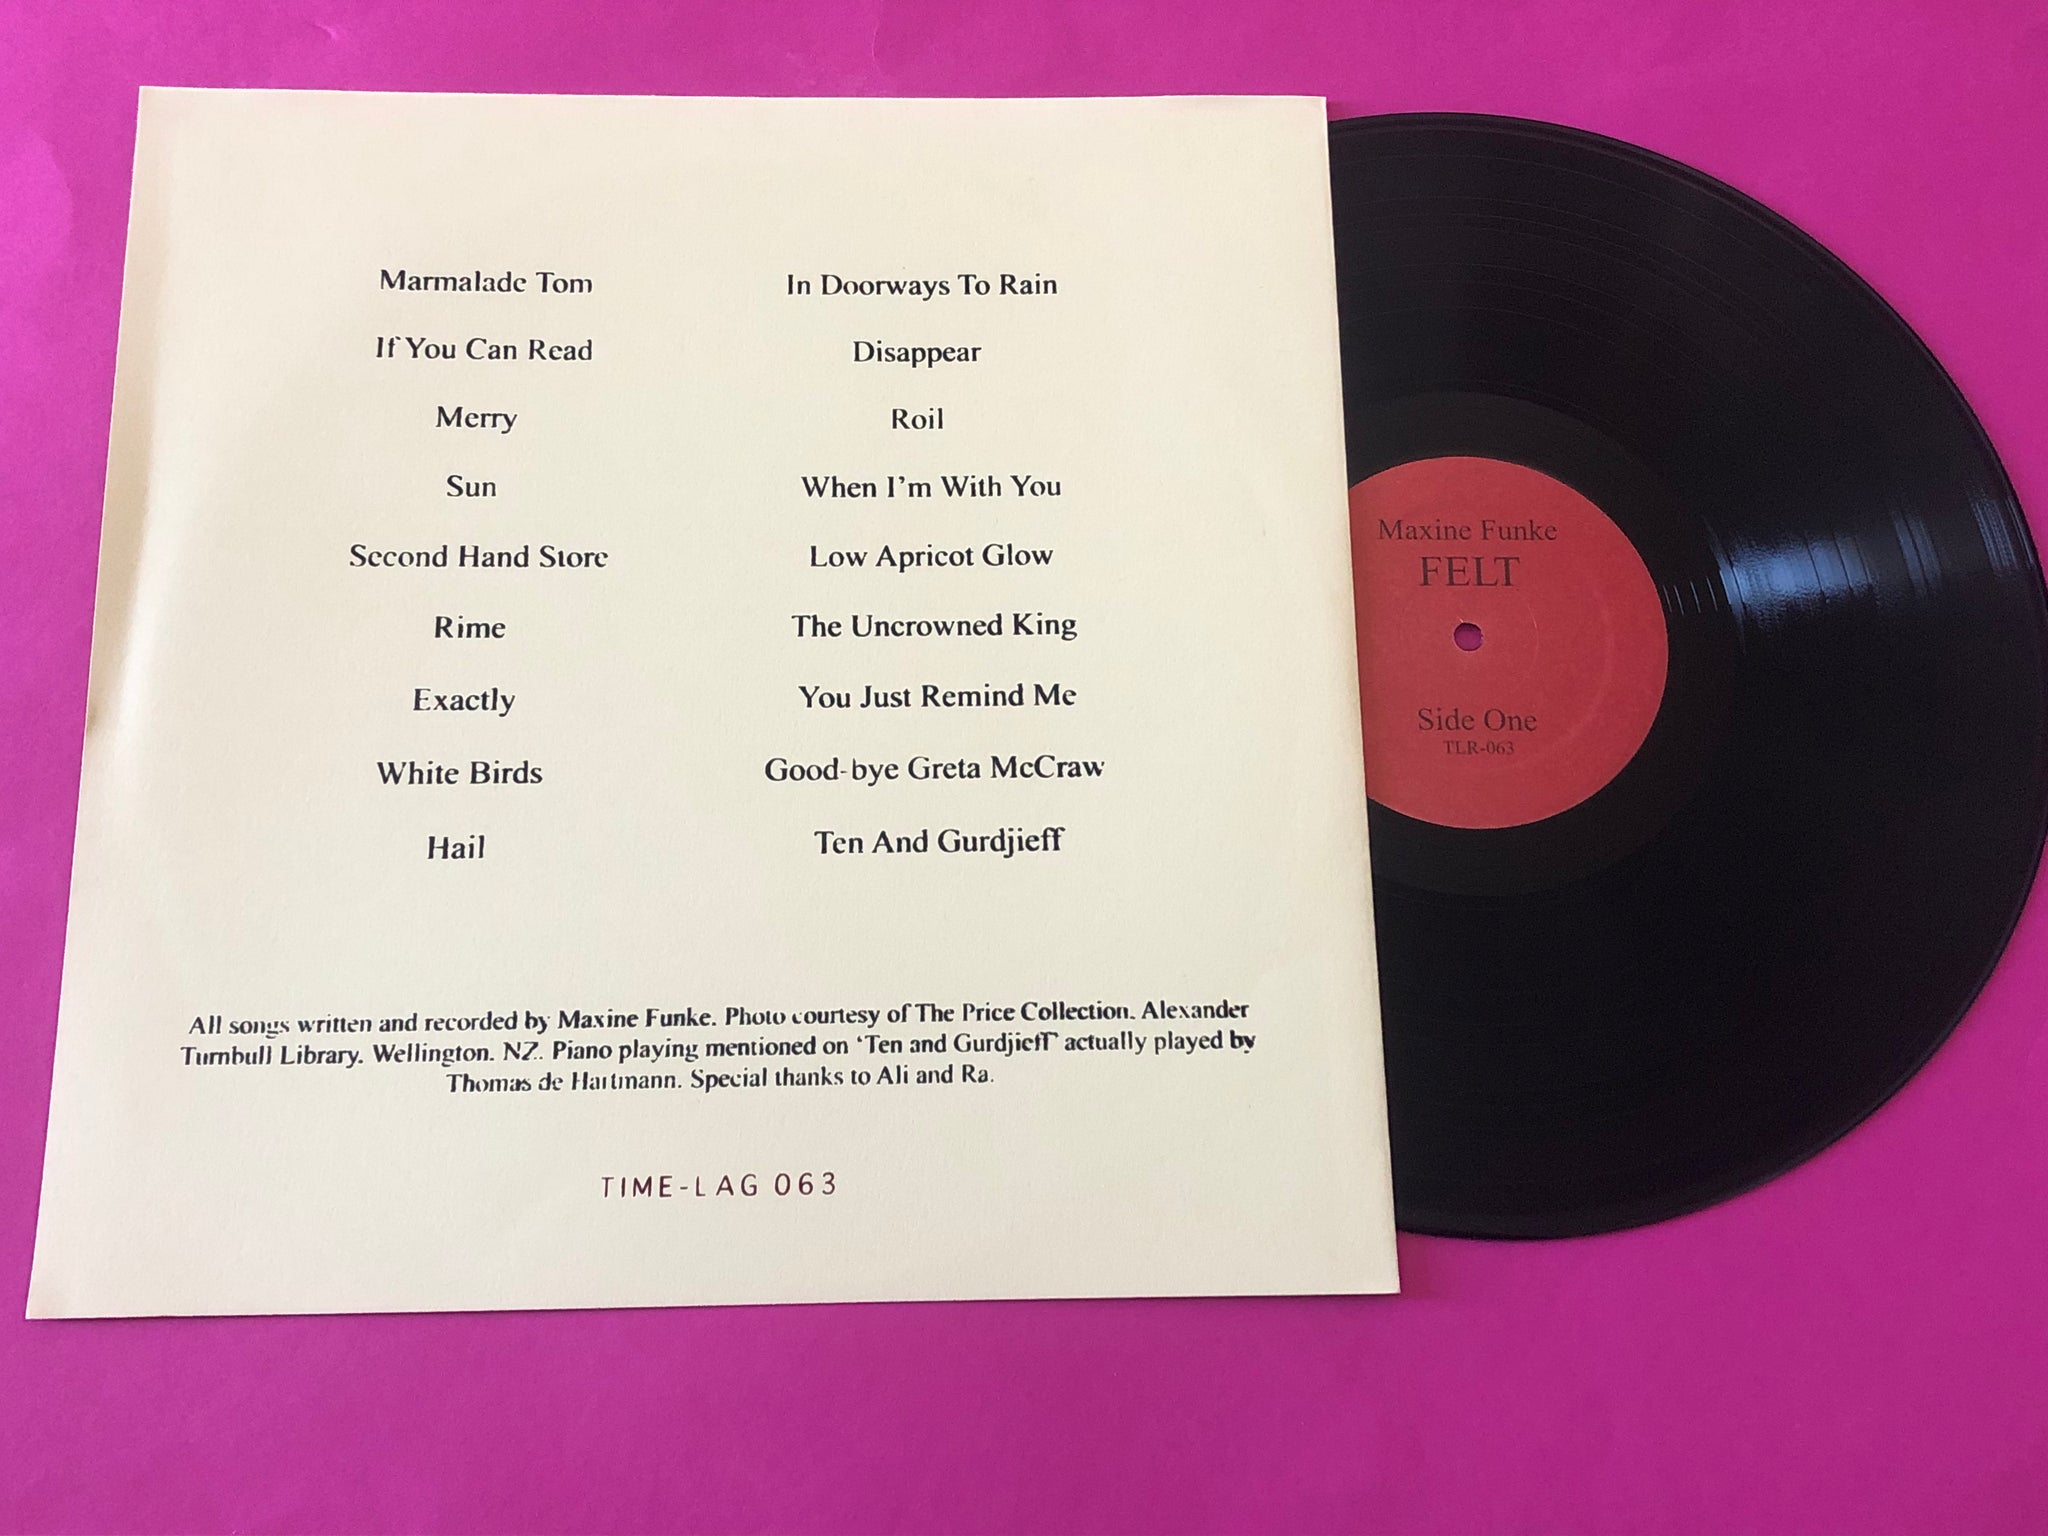 Marmalade Tom
If You Can Read
Merry
Sun
Second Hand Store
Rime
Exactly
White Birds
Hail
In Doorways To Rain
Disappear
Roil
When I'm With You
Low Apricot Glow
The Uncrowned King
You Just Remind Me
Good-bye Greta McCraw
Ten And Gurdjieff
All songs written and recorded by Maxine Funke. Photo courtesy of The Price Collection. Alexander
Turnbull Library. Wellington. NZ. Piano playing mentioned on 'Ten and Gurdjieff' actually played by
Thomas de Hartmann. Special thanks to Ali and Ra.
TIME-LAG 063
Maxine Funke
FELT
Side One
TLR-063